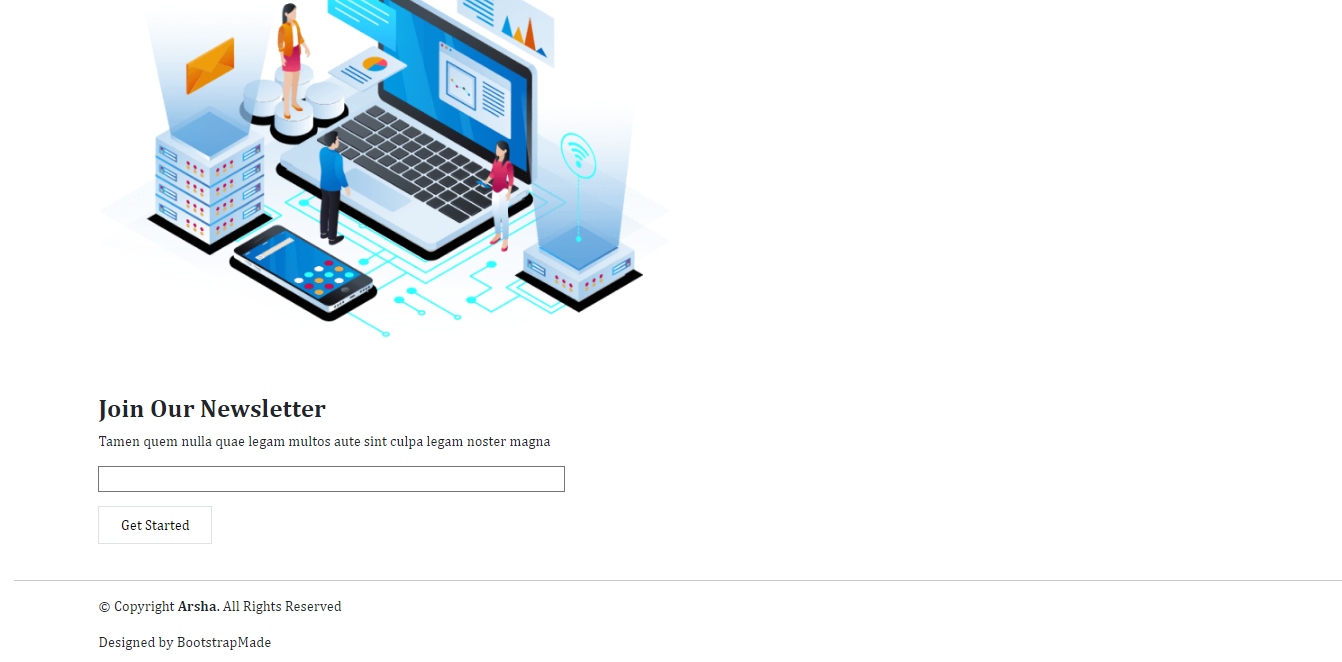 Join Our Newsletter
Tamen quem nulla quae legam multos aute sint culpa legam noster magna
Get Started
© Copyright Arsha. All Rights Reserved
Designed by BootstrapMade